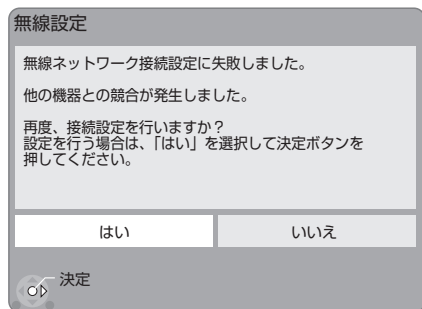 無線設定
無線ネットワーク接続設定に失敗しました。
他の機器との競合が発生しました。
再度、接続設定を行いますか?
設定を行う場合は、「はい」を選択して決定ボタンを
押してください。
はい
いいえ
決定